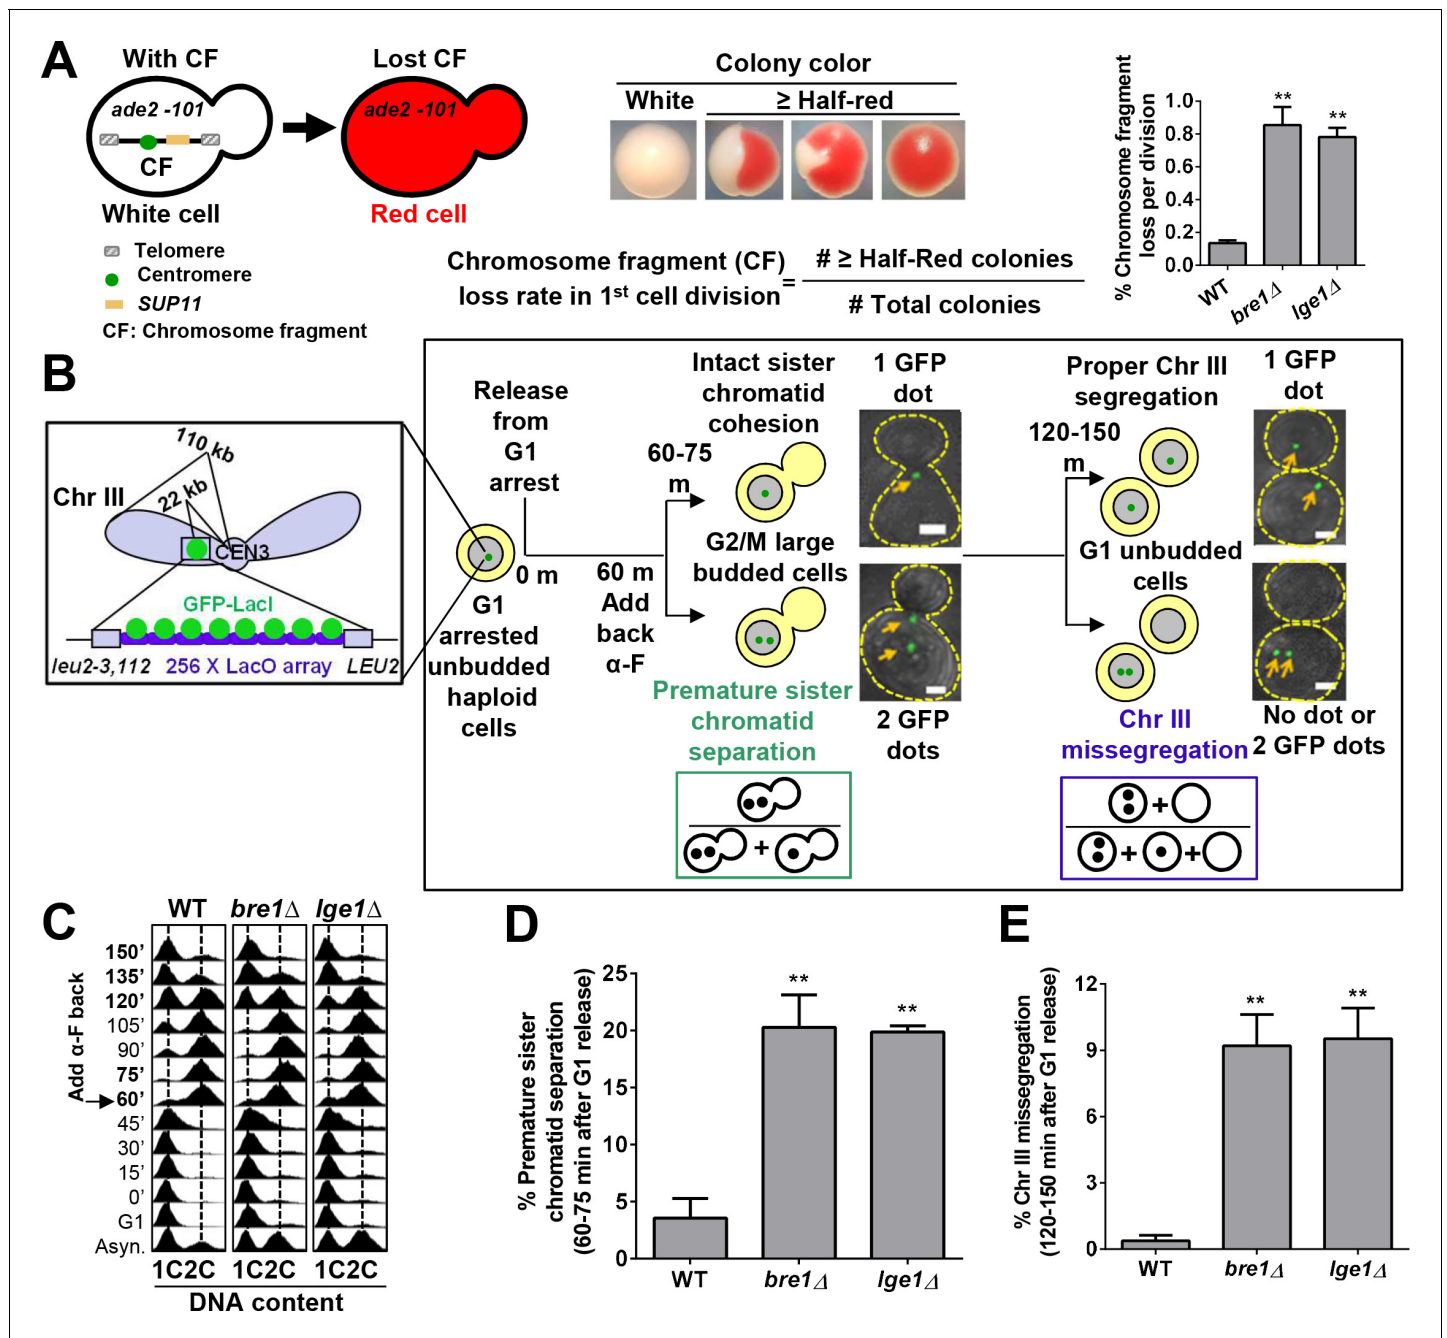 A
With CF
Lost CF
ade2 -101
ade2 -101
CF
White cell
Red cell
Telomere
Centromere
SUP11
CF: Chromosome fragment
Colony color
White
≥ Half-red
Chromosome fragment (CF)
loss rate in 1st cell division
=
# ≥ Half-Red colonies
# Total colonies
% Chromosome fragment
loss per division
1.0
0.8
0.6
0.4
0.2
0.0
**
**
WT
bre1Δ
lge1Δ
B
110 kb
22 kb
Chr III
CEN3
GFP-LacI
leu2-3,112
256 X LacO array
LEU2
Release
from
G1
arrest
0 m
G1
arrested
unbudded
haploid
cells
60 m
Add
back
α-F
60-75
m
Intact sister
chromatid
cohesion
1 GFP
dot
G2/M large
budded cells
Premature sister
chromatid
separation
2 GFP
dots
+
120-150
m
Proper Chr III
segregation
1 GFP
dot
G1 unbudded
cells
Chr III
missegregation
No dot or
2 GFP dots
+
+
+
C
WT
bre1Δ
lge1Δ
Add α-F back
150’
135’
120’
105’
90’
75’
60’
45’
30’
15’
0’
G1
Asyn.
1C2C
1C2C
1C2C
DNA content
D
% Premature sister
chromatid separation
(60-75 min after G1 release)
25
20
15
10
5
0
**
**
WT
bre1Δ
lge1Δ
E
% Chr III missegregation
(120-150 min after G1 release)
12
9
6
3
0
**
**
WT
bre1Δ
lge1Δ